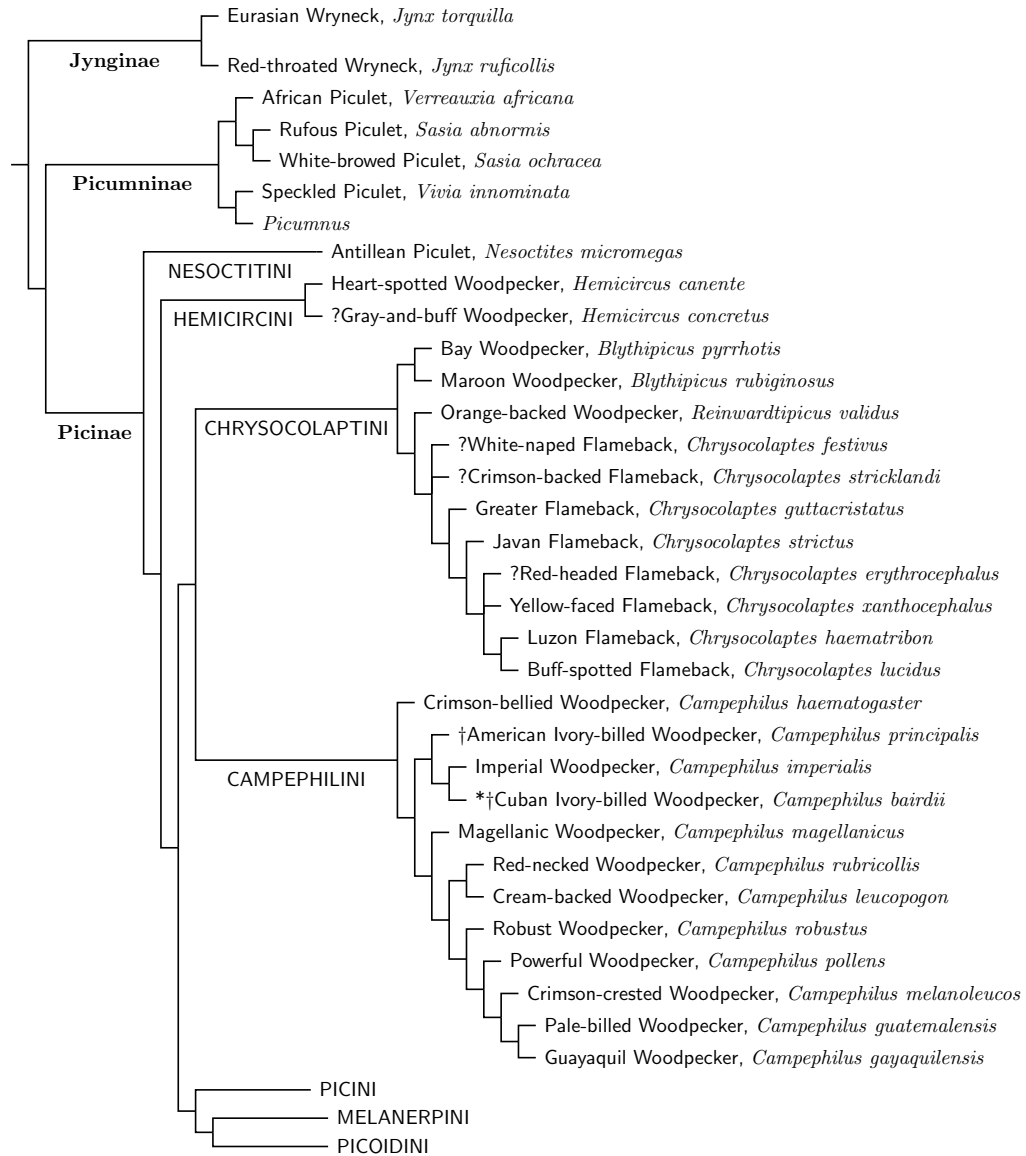 Eurasian Wryneck, Jynx torquilla
Jynginae
Red-throated Wryneck, Jynx ruficollis
African Piculet, Verreauxia africana
Rufous Piculet, Sasia abnormis
White-browed Piculet, Sasia ochracea
Picumninae
Speckled Piculet, Vivia innominata
Picumnus
Antillean Piculet, Nesoctites micromegas
NESOCTITINI
Heart-spotted Woodpecker, Hemicircus canente
HEMICIRCINI
?Gray-and-buff Woodpecker, Hemicircus concretus
Bay Woodpecker, Blythipicus pyrrhotis
Maroon Woodpecker, Blythipicus rubiginosus
Orange-backed Woodpecker, Reinwardtipicus validus
CHRYSOCOLAPTINI
Picinae
?White-naped Flameback, Chrysocolaptes festivus
?Crimson-backed Flameback, Chrysocolaptes stricklandi
Greater Flameback, Chrysocolaptes guttacristatus
Javan Flameback, Chrysocolaptes strictus
?Red-headed Flameback, Chrysocolaptes erythrocephalus
Yellow-faced Flameback, Chrysocolaptes xanthocephalus
Luzon Flameback, Chrysocolaptes haematribon
Buff-spotted Flameback, Chrysocolaptes lucidus
Crimson-bellied Woodpecker, Campephilus haematogaster
†American Ivory-billed Woodpecker, Campephilus principalis
Imperial Woodpecker, Campephilus imperialis
CAMPEPHILINI
*†Cuban Ivory-billed Woodpecker, Campephilus bairdii
Magellanic Woodpecker, Campephilus magellanicus
Red-necked Woodpecker, Campephilus rubricollis
Cream-backed Woodpecker, Campephilus leucopogon
Robust Woodpecker, Campephilus robustus
Powerful Woodpecker, Campephilus pollens
Crimson-crested Woodpecker, Campephilus melanoleucos
Pale-billed Woodpecker, Campephilus guatemalensis
Guayaquil Woodpecker, Campephilus gayaquilensis
PICINI
MELANERPINI
PICOIDINI